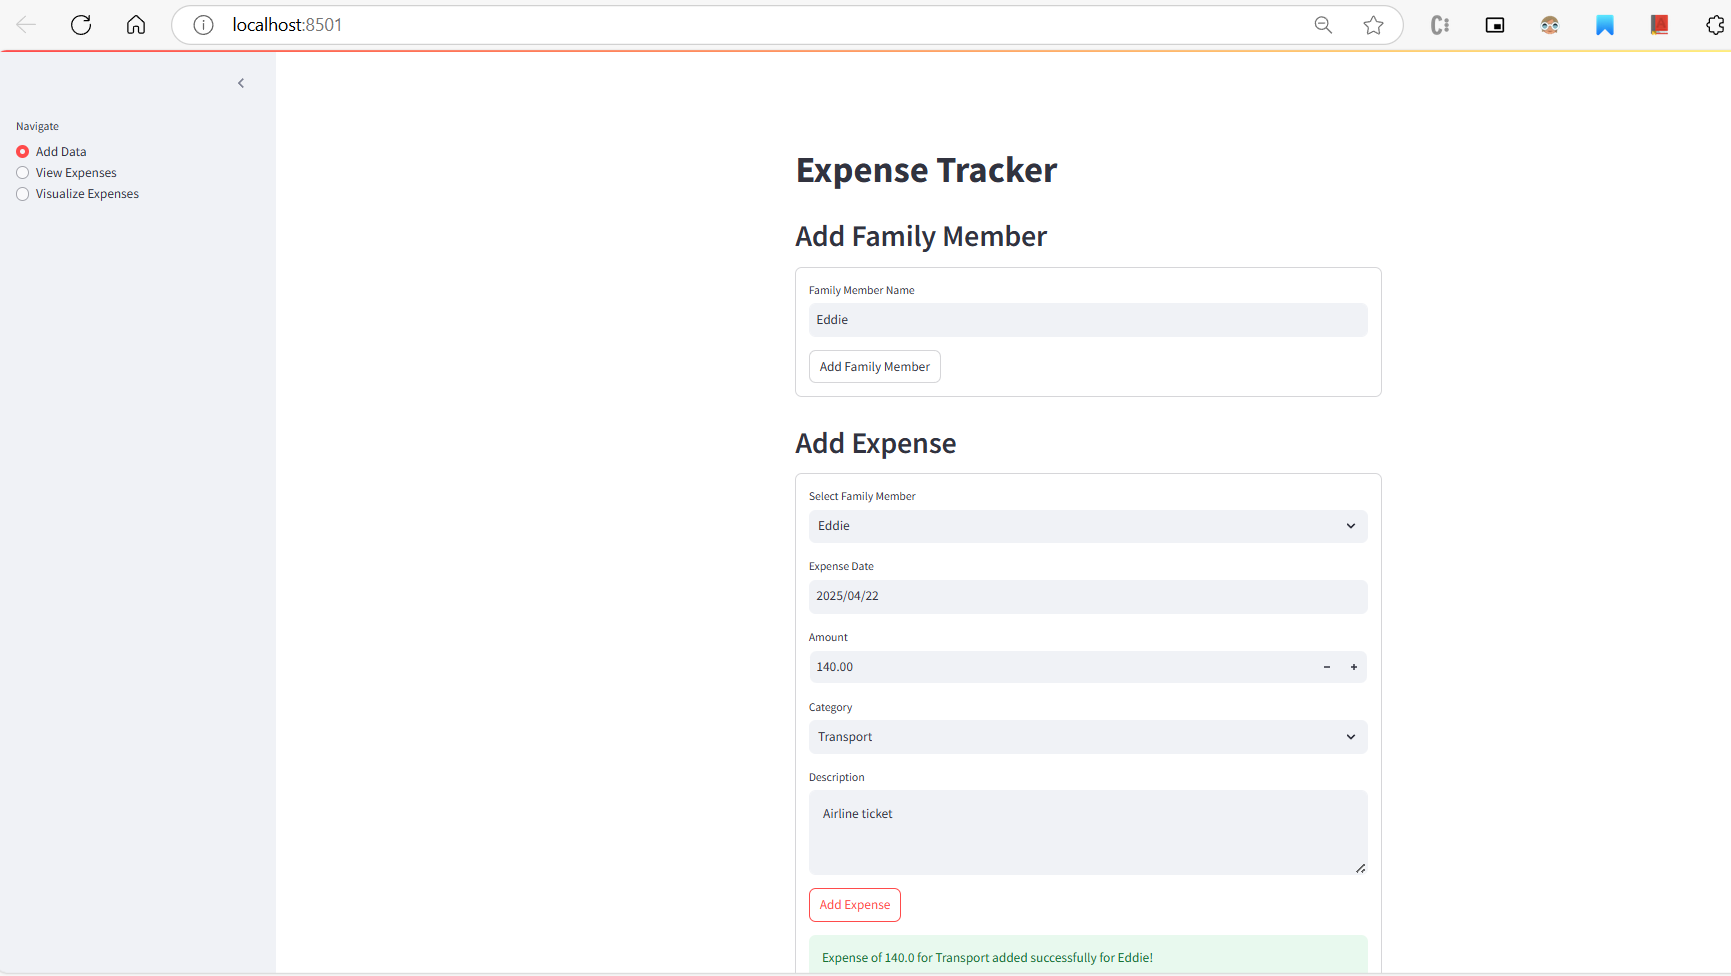 localhost:8501
Navigate
Add Data
View Expenses
Visualize Expenses
Expense Tracker
Add Family Member
Family Member Name
Eddie
Add Family Member
Add Expense
Select Family Member
Eddie
Expense Date
2025/04/22
Amount
140.00
Category
Transport
Description
Airline ticket
Add Expense
Expense of 140.0 for Transport added successfully for Eddie!